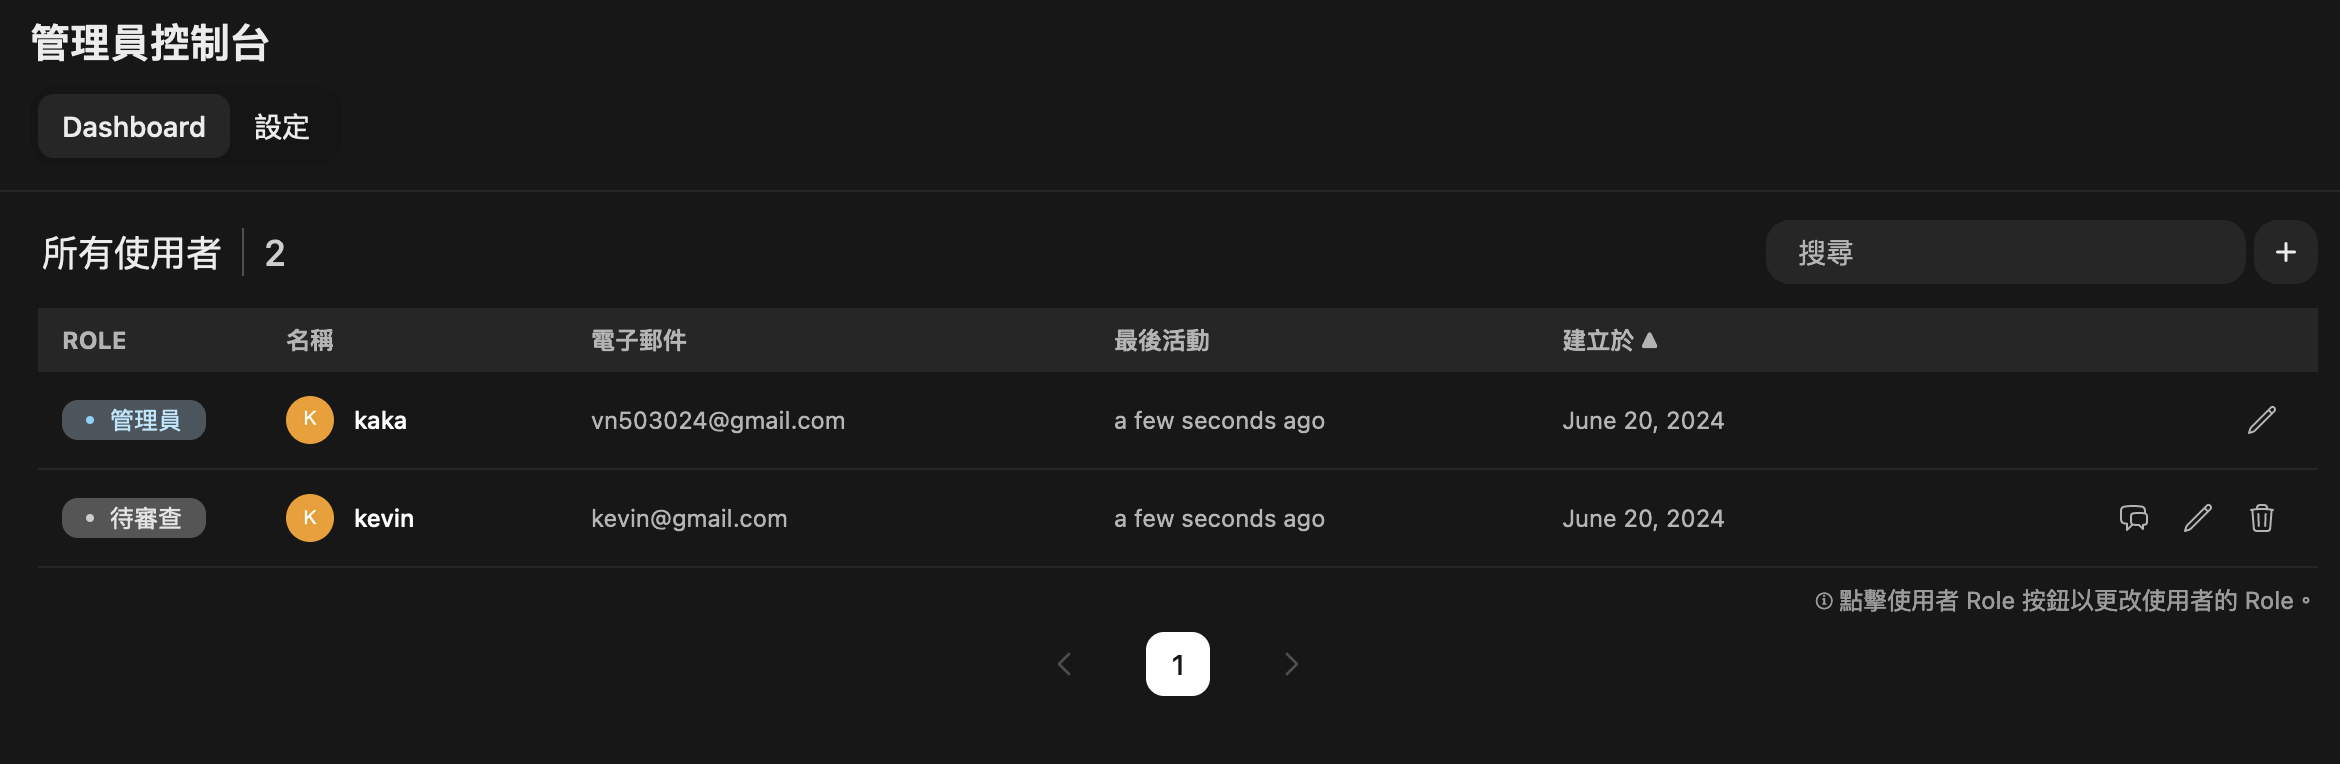 管理員控制台
Dashboard 設定
所有使用者 2 搜尋 +
ROLE 名稱 電子郵件 最後活動 建立於 ▲
• 管理員 K kaka vn503024@gmail.com a few seconds ago June 20, 2024
• 待審查 K kevin kevin@gmail.com a few seconds ago June 20, 2024
ⓘ 點擊使用者 Role 按鈕以更改使用者的 Role。
1